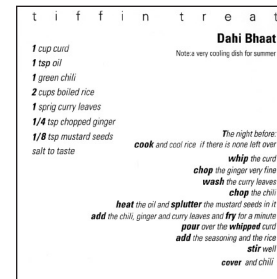 tiffin treat
Dahi Bhaat
Note:a very cooling dish for summer
1 cup curd
1 tsp oil
1 green chili
2 cups boiled rice
1 sprig curry leaves
1/4 tsp chopped ginger
1/8 tsp mustard seeds
salt to taste
The night before:
cook and cool rice if there is none left over
whip the curd
chop the ginger very fine
wash the curry leaves
chop the chili
heat the oil and splutter the mustard seeds in it
add the chili, ginger and curry leaves and fry for a minute
pour over the whipped curd
add the seasoning and the rice
stir well
cover and chill